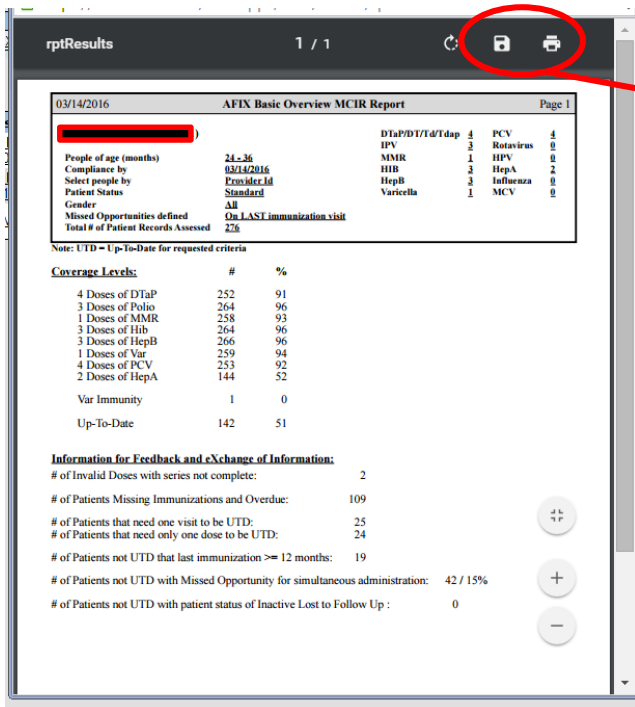 rptResults 1 / 1
03/14/2016 AFIX Basic Overview MCIR Report Page 1
)
DTaP/DT/Td/Tdap 4 PCV 4
IPV 3 Rotavirus 0
People of age (months) 24 - 36 MMR 1 HPV 0
Compliance by 03/14/2016 HIB 3 HepA 2
Select people by Provider Id HepB 3 Influenza 0
Patient Status Standard Varicella 1 MCV 0
Gender All
Missed Opportunities defined On LAST immunization visit
Total # of Patient Records Assessed 276
Note: UTD = Up-To-Date for requested criteria
Coverage Levels: # %
4 Doses of DTaP 252 91
3 Doses of Polio 264 96
1 Doses of MMR 258 93
3 Doses of Hib 264 96
3 Doses of HepB 266 96
1 Doses of Var 259 94
4 Doses of PCV 253 92
2 Doses of HepA 144 52
Var Immunity 1 0
Up-To-Date 142 51
Information for Feedback and eXchange of Information:
# of Invalid Doses with series not complete: 2
# of Patients Missing Immunizations and Overdue: 109
# of Patients that need one visit to be UTD: 25
# of Patients that need only one dose to be UTD: 24
# of Patients not UTD that last immunization >= 12 months: 19
# of Patients not UTD with Missed Opportunity for simultaneous administration: 42 / 15%
# of Patients not UTD with patient status of Inactive Lost to Follow Up : 0